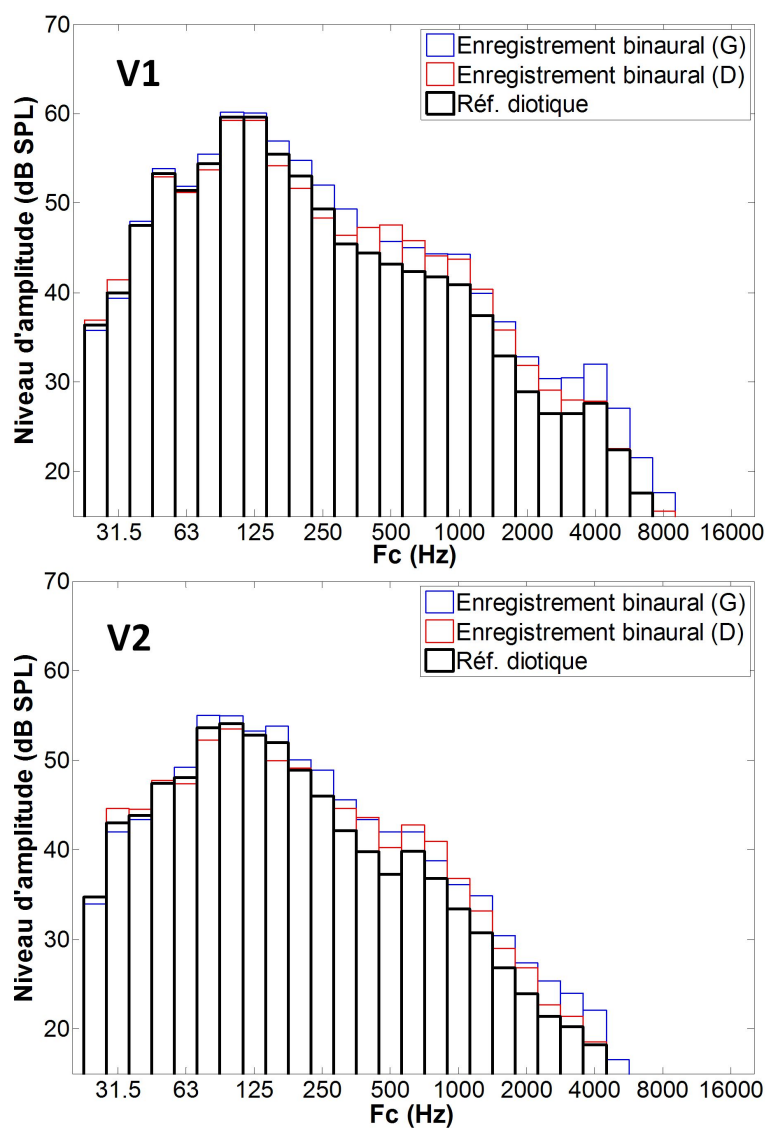 V1
Enregistrement binaural (G)
Enregistrement binaural (D)
Réf. diotique
Niveau d'amplitude (dB SPL)
70
60
50
40
30
20
31.5 63 125 250 500 1000 2000 4000 8000 16000
Fc (Hz)
V2
Enregistrement binaural (G)
Enregistrement binaural (D)
Réf. diotique
Niveau d'amplitude (dB SPL)
70
60
50
40
30
20
31.5 63 125 250 500 1000 2000 4000 8000 16000
Fc (Hz)